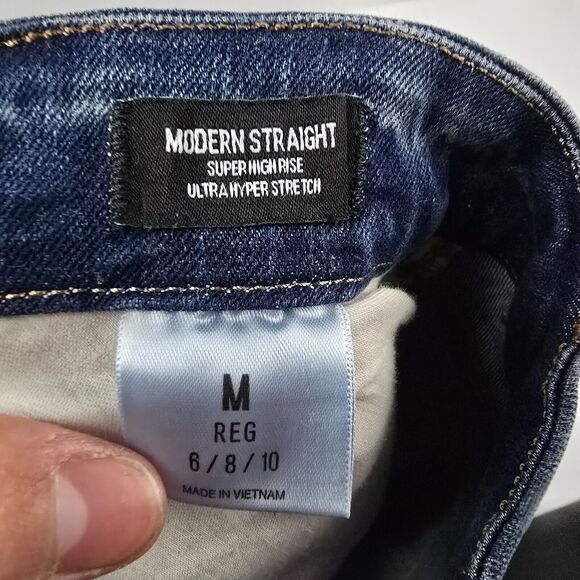 MODERN STRAIGHT
SUPER HIGH RISE
ULTRA HYPER STRETCH
M
REG
6/8/10
MADE IN VIETNAM